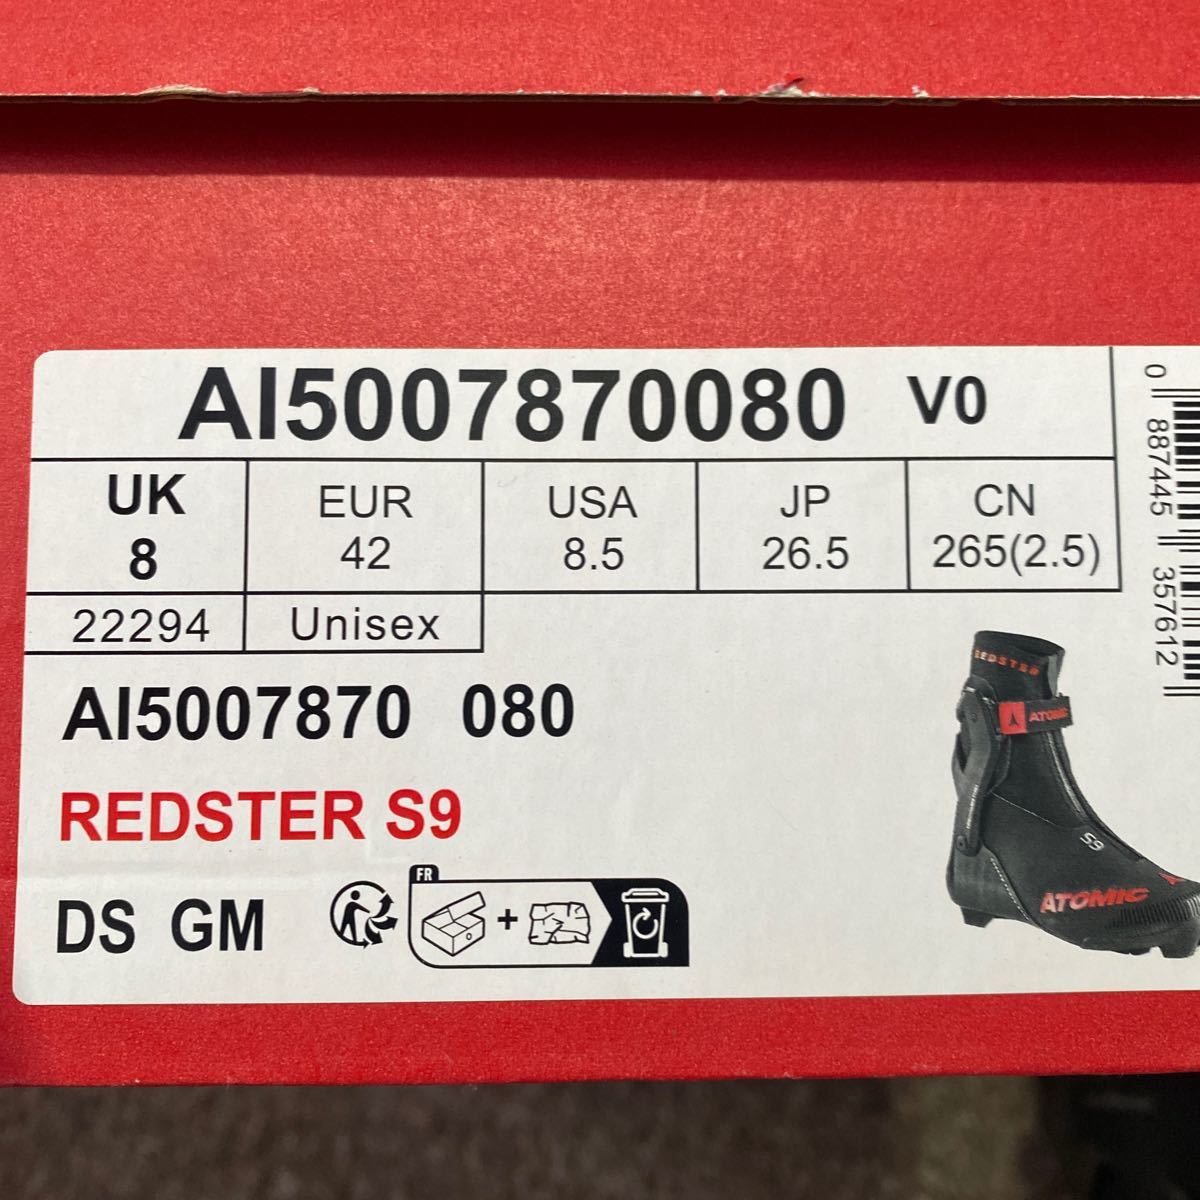 AI5007870080 V0
UK EUR USA JP CN
8 42 8.5 26.5 265(2.5)
22294 Unisex
AI5007870 080
REDSTER S9
DS GM
FR
+
REDSTER
ATOMIC
S9
ATOMIC
0 887445 357612